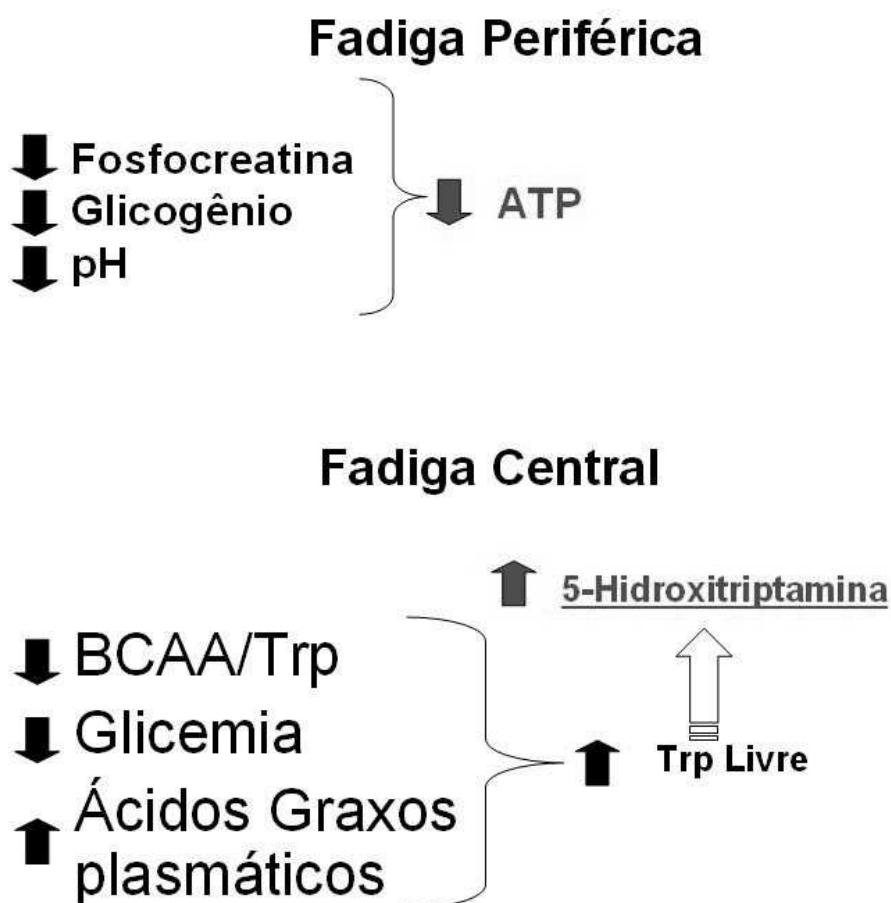 Fadiga Periférica
Fosfocreatina
Glicogênio
pH
ATP
Fadiga Central
5-Hidroxitriptamina
BCAA/Trp
Glicemia
Ácidos Graxos
plasmáticos
Trp Livre